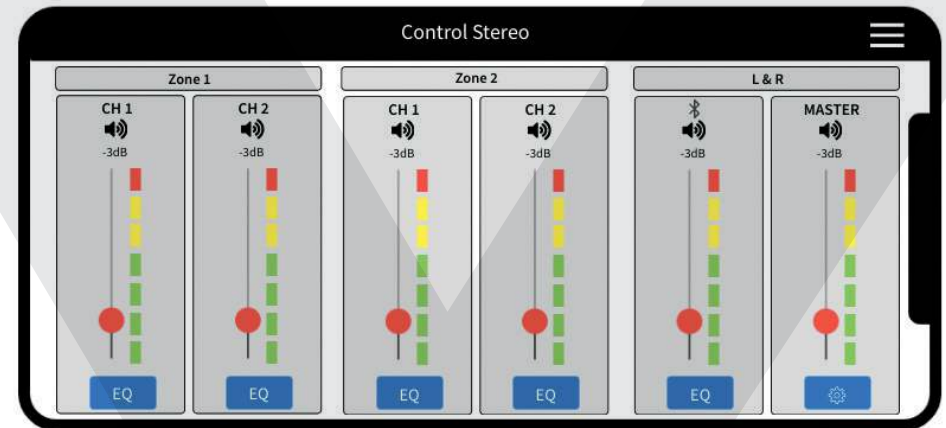 Control Stereo
Zone 1
Zone 2
L & R
CH 1
CH 2
CH 1
CH 2
MASTER
-3dB
-3dB
-3dB
-3dB
-3dB
-3dB
EQ
EQ
EQ
EQ
EQ